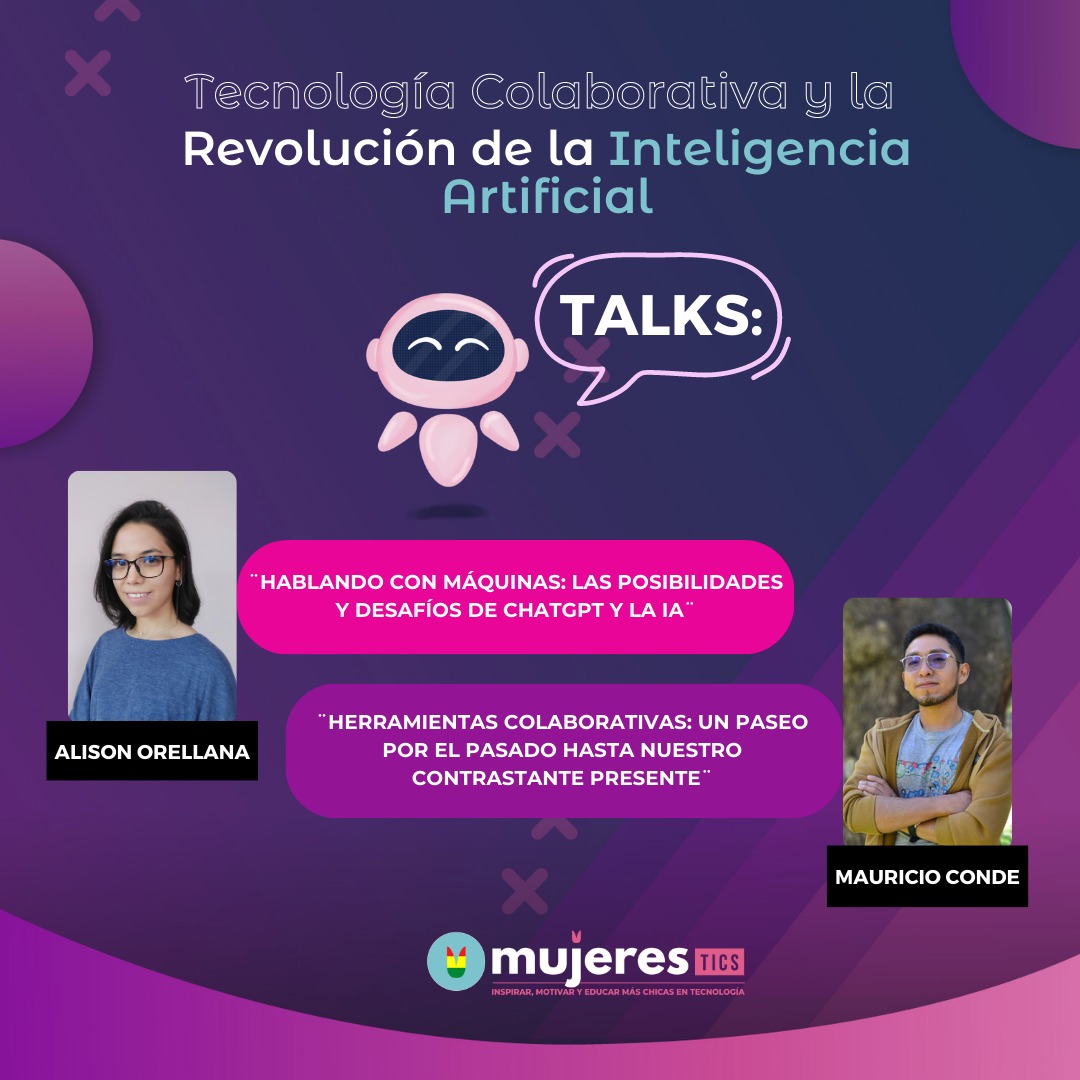 Tecnología Colaborativa y la
Revolución de la Inteligencia
Artificial
TALKS:
¨HABLANDO CON MÁQUINAS: LAS POSIBILIDADES
Y DESAFÍOS DE CHATGPT Y LA IA¨
ALISON ORELLANA
¨HERRAMIENTAS COLABORATIVAS: UN PASEO
POR EL PASADO HASTA NUESTRO
CONTRASTANTE PRESENTE¨
MAURICIO CONDE
mujeres TICS
INSPIRAR, MOTIVAR Y EDUCAR MÁS CHICAS EN TECNOLOGÍA